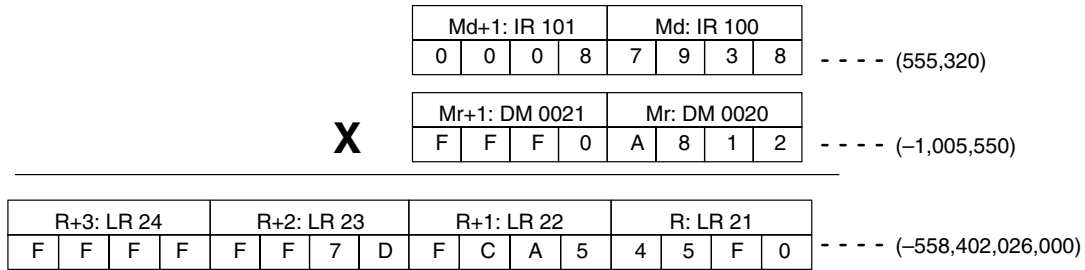 Md+1: IR 101 Md: IR 100
0 0 0 8 7 9 3 8 - - - - (555,320)
Mr+1: DM 0021 Mr: DM 0020
X F F F 0 A 8 1 2 - - - - (–1,005,550)
R+3: LR 24 R+2: LR 23 R+1: LR 22 R: LR 21
F F F F F F 7 D F C A 5 4 5 F 0 - - - - (–558,402,026,000)